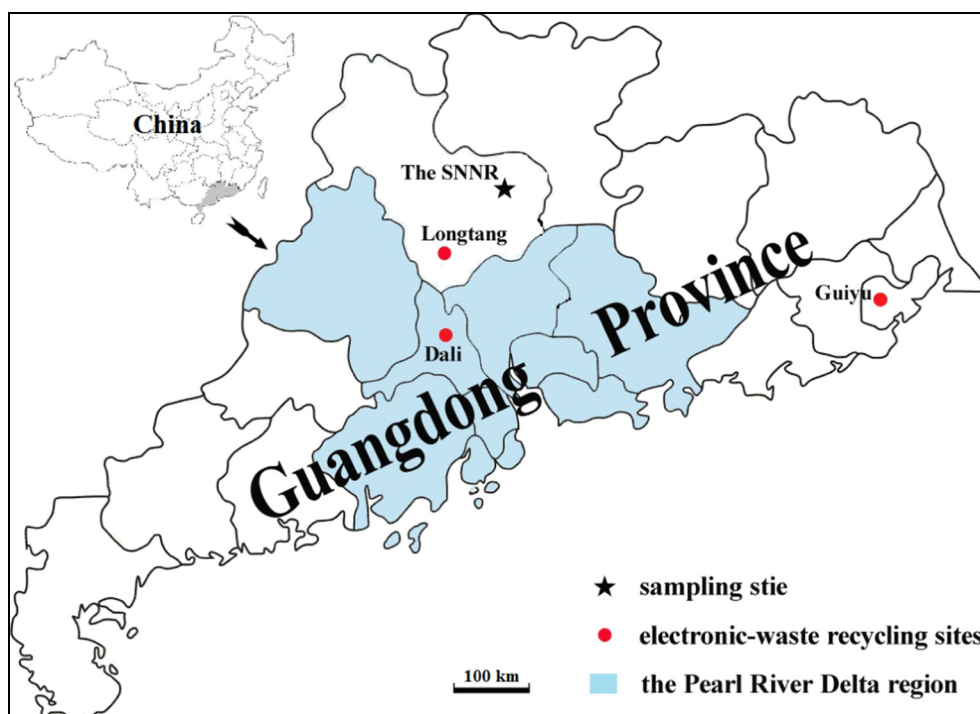 China
The SNNR
Longtang
Guiyu
Dali
Guangdong Province
sampling stie
electronic-waste recycling sites
100 km
the Pearl River Delta region